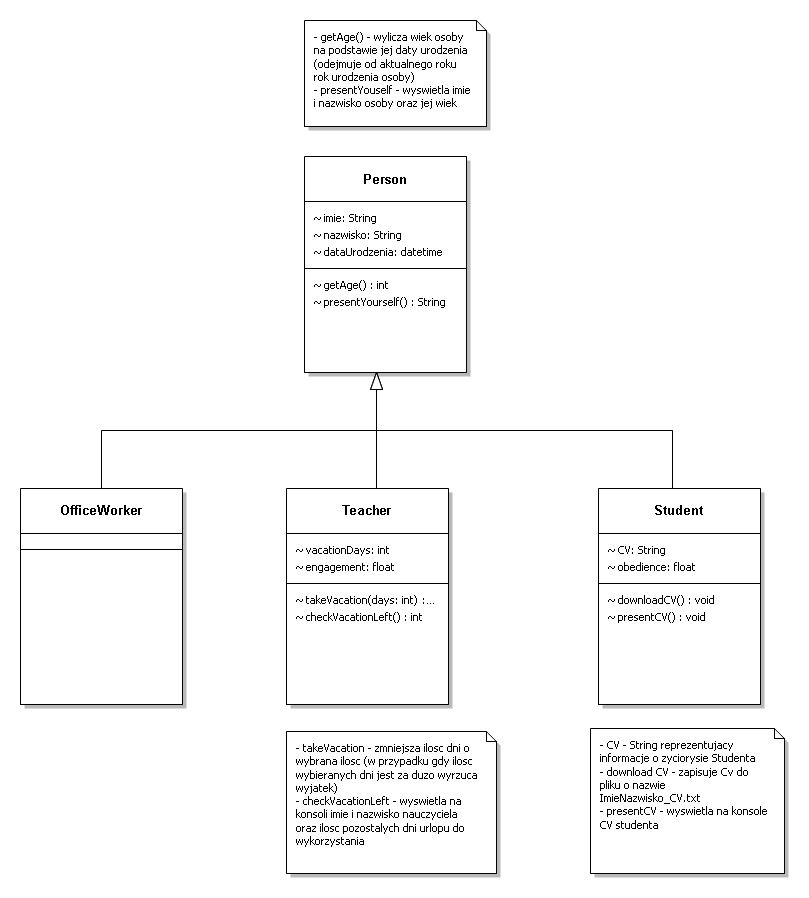 - getAge() - wylicza wiek osoby
na podstawie jej daty urodzenia
(odejmuje od aktualnego roku
rok urodzenia osoby)
- presentYouself - wyswietla imie
i nazwisko osoby oraz jej wiek
Person
~ imie: String
~ nazwisko: String
~ dataUrodzenia: datetime
~ getAge() : int
~ presentYourself() : String
OfficeWorker
Teacher
~ vacationDays: int
~ engagement: float
~ takeVacation(days: int) :...
~ checkVacationLeft() : int
Student
~ CV: String
~ obedience: float
~ downloadCV() : void
~ presentCV() : void
- takeVacation - zmniejsza ilosc dni o
wybrana ilosc (w przypadku gdy ilosc
wybieranych dni jest za duzo wyrzuca
wyjatek)
- checkVacationLeft - wyswietla na
konsoli imie i nazwisko nauczyciela
oraz ilosc pozostalych dni urlopu do
wykorzystania
- CV - String reprezentujacy
informacje o zyciorysie Studenta
- download CV - zapisuje Cv do
pliku o nazwie
ImieNazwisko_CV.txt
- presentCV - wyswietla na konsole
CV studenta